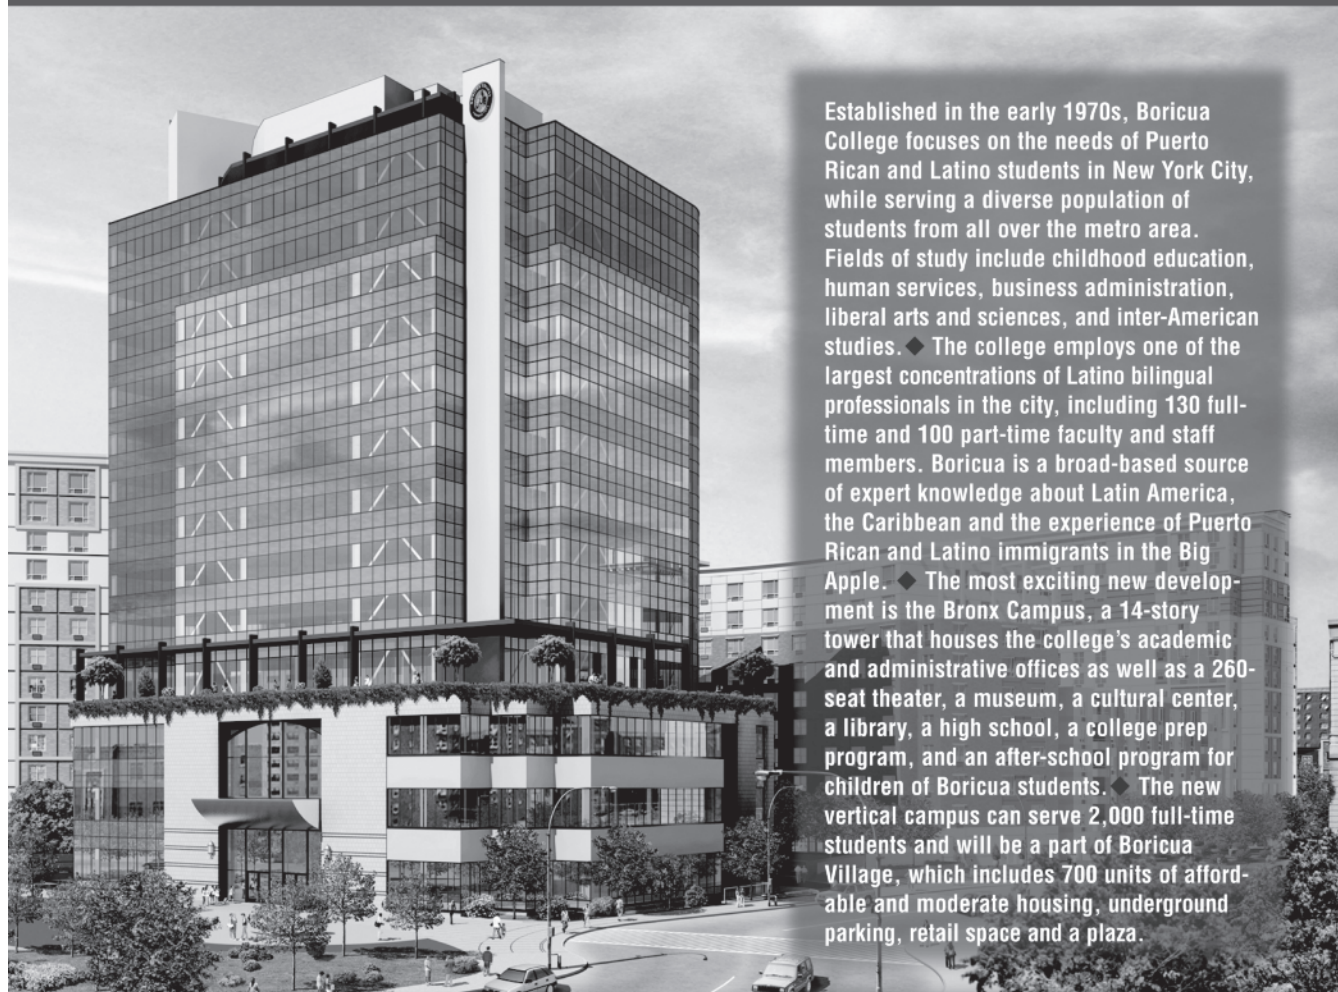 Established in the early 1970s, Boricua
College focuses on the needs of Puerto
Rican and Latino students in New York City,
while serving a diverse population of
students from all over the metro area.
Fields of study include childhood education,
human services, business administration,
liberal arts and sciences, and inter-American
studies. ◆ The college employs one of the
largest concentrations of Latino bilingual
professionals in the city, including 130 full-
time and 100 part-time faculty and staff
members. Boricua is a broad-based source
of expert knowledge about Latin America,
the Caribbean and the experience of Puerto
Rican and Latino immigrants in the Big
Apple. ◆ The most exciting new develop-
ment is the Bronx Campus, a 14-story
tower that houses the college's academic
and administrative offices as well as a 260-
seat theater, a museum, a cultural center,
a library, a high school, a college prep
program, and an after-school program for
children of Boricua students. ◆ The new
vertical campus can serve 2,000 full-time
students and will be a part of Boricua
Village, which includes 700 units of afford-
able and moderate housing, underground
parking, retail space and a plaza.